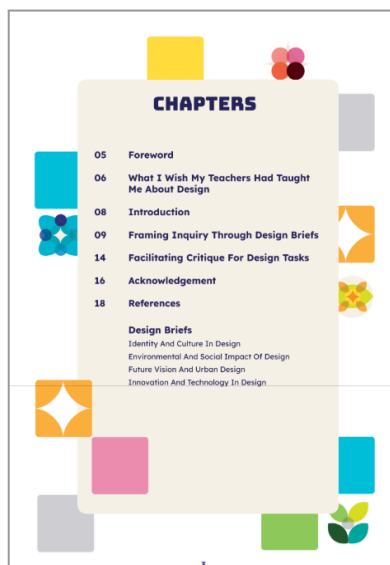 CHAPTERS
05 Foreword
06 What I Wish My Teachers Had Taught
Me About Design
08 Introduction
09 Framing Inquiry Through Design Briefs
14 Facilitating Critique For Design Tasks
16 Acknowledgement
18 References
Design Briefs
Identity And Culture In Design
Environmental And Social Impact Of Design
Future Vision And Urban Design
Innovation And Technology In Design